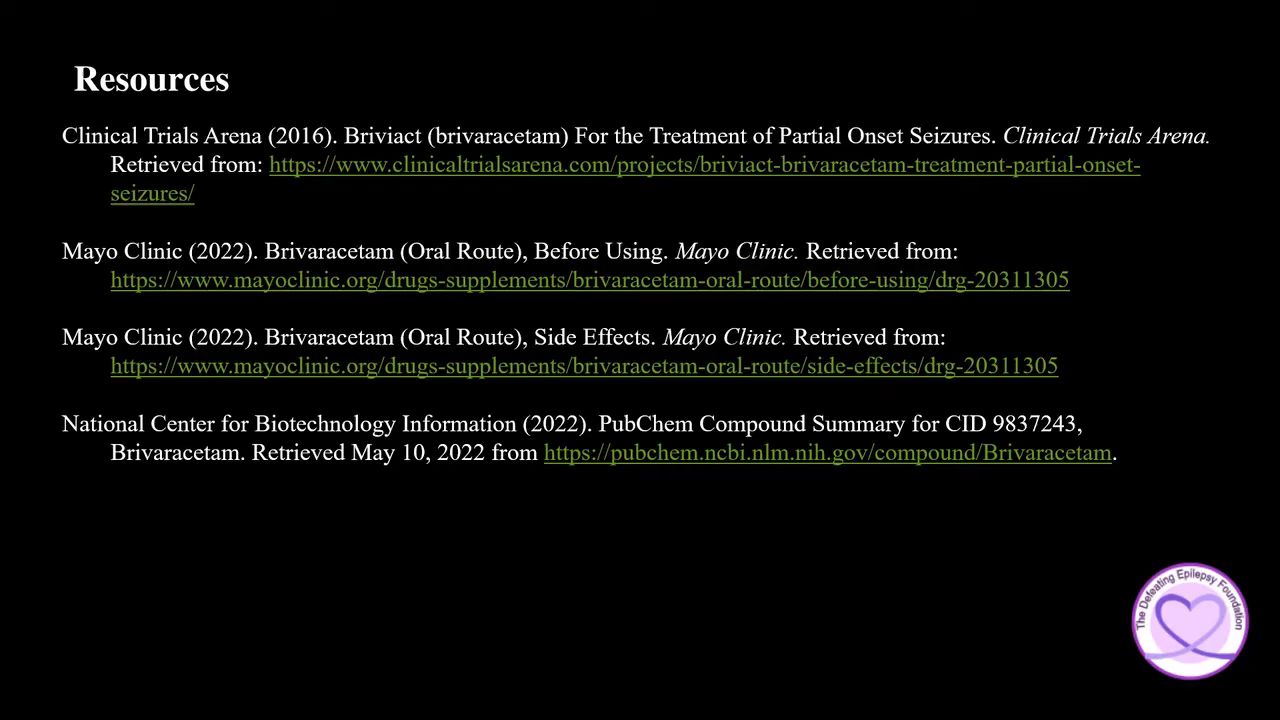 Resources
Clinical Trials Arena (2016). Briviact (brivaracetam) For the Treatment of Partial Onset Seizures. Clinical Trials Arena.
Retrieved from: https://www.clinicaltrialsarena.com/projects/briviact-brivaracetam-treatment-partial-onset-
seizures/
Mayo Clinic (2022). Brivaracetam (Oral Route), Before Using. Mayo Clinic. Retrieved from:
https://www.mayoclinic.org/drugs-supplements/brivaracetam-oral-route/before-using/drg-20311305
Mayo Clinic (2022). Brivaracetam (Oral Route), Side Effects. Mayo Clinic. Retrieved from:
https://www.mayoclinic.org/drugs-supplements/brivaracetam-oral-route/side-effects/drg-20311305
National Center for Biotechnology Information (2022). PubChem Compound Summary for CID 9837243,
Brivaracetam. Retrieved May 10, 2022 from https://pubchem.ncbi.nlm.nih.gov/compound/Brivaracetam.
The Defeating Epilepsy Foundation